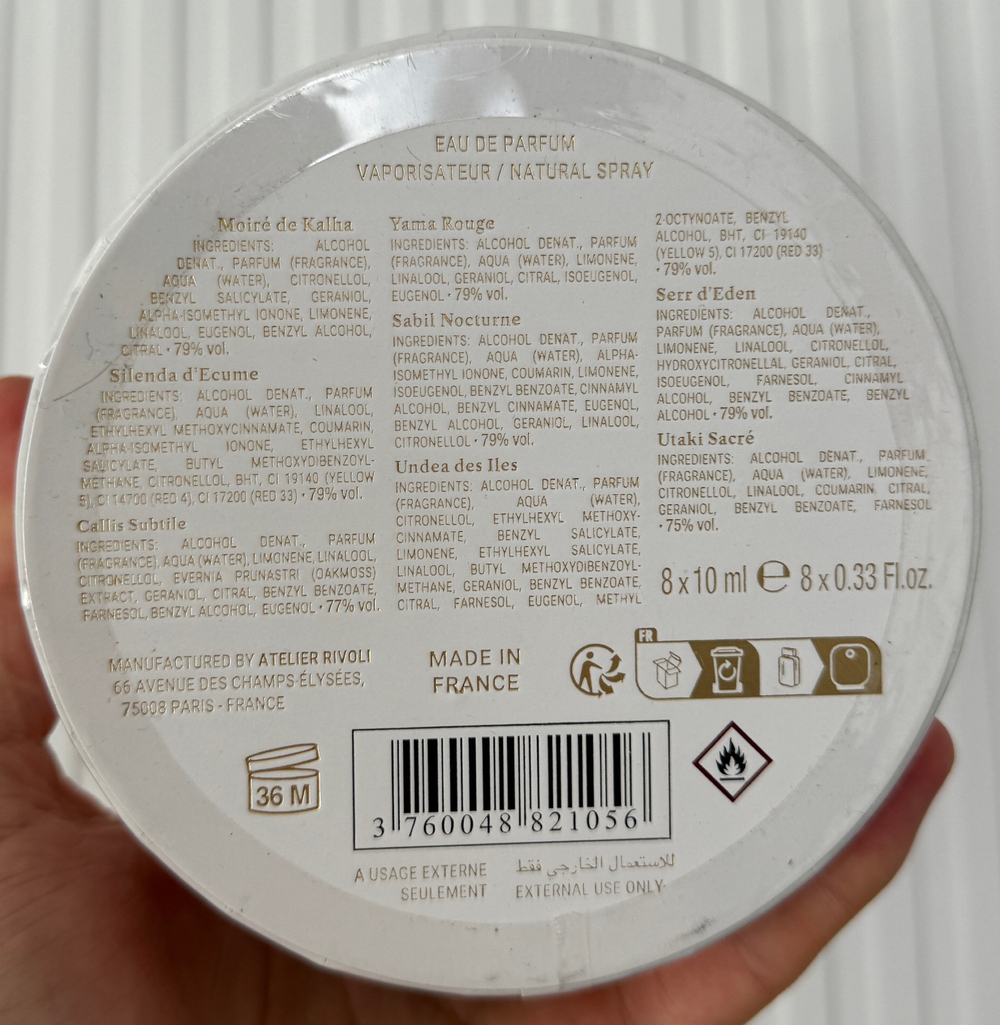 EAU DE PARFUM
VAPORISATEUR / NATURAL SPRAY
Moiré de Kalha
INGREDIENTS: ALCOHOL
DENAT., PARFUM (FRAGRANCE),
AQUA (WATER), CITRONELLOL,
BENZYL SALICYLATE, GERANIOL,
ALPHA-ISOMETHYL IONONE, LIMONENE,
LINALOOL, EUGENOL, BENZYL ALCOHOL,
CITRAL • 79% vol.
Silenda d'Ecume
INGREDIENTS: ALCOHOL DENAT., PARFUM
(FRAGRANCE), AQUA (WATER), LINALOOL,
ETHYLHEXYL METHOXYCINNAMATE, COUMARIN,
ALPHA-ISOMETHYL IONONE, ETHYLHEXYL
SALICYLATE, BUTYL METHOXYDIBENZOYL-
METHANE, CITRONELLOL, BHT, CI 19140 (YELLOW
5), CI 14700 (RED 4), CI 17200 (RED 33) • 79% vol.
Callis Subtile
INGREDIENTS: ALCOHOL DENAT., PARFUM
(FRAGRANCE), AQUA (WATER), LIMONENE, LINALOOL,
CITRONELLOL, EVERNIA PRUNASTRI (OAKMOSS)
EXTRACT, GERANIOL, CITRAL, BENZYL BENZOATE,
FARNESOL, BENZYL ALCOHOL, EUGENOL • 77% vol.
Yama Rouge
INGREDIENTS: ALCOHOL DENAT., PARFUM
(FRAGRANCE), AQUA (WATER), LIMONENE,
LINALOOL, GERANIOL, CITRAL, ISOEUGENOL,
EUGENOL • 79% vol.
Sabil Nocturne
INGREDIENTS: ALCOHOL DENAT., PARFUM
(FRAGRANCE), AQUA (WATER), ALPHA-
ISOMETHYL IONONE, COUMARIN, LIMONENE,
ISOEUGENOL, BENZYL BENZOATE, CINNAMYL
ALCOHOL, BENZYL CINNAMATE, EUGENOL,
BENZYL ALCOHOL, GERANIOL, LINALOOL,
CITRONELLOL • 79% vol.
Undea des Iles
INGREDIENTS: ALCOHOL DENAT., PARFUM
(FRAGRANCE), AQUA (WATER),
CITRONELLOL, ETHYLHEXYL METHOXY-
CINNAMATE, BENZYL SALICYLATE,
LIMONENE, ETHYLHEXYL SALICYLATE,
LINALOOL, BUTYL METHOXYDIBENZOYL-
METHANE, GERANIOL, BENZYL BENZOATE,
CITRAL, FARNESOL, EUGENOL, METHYL
2-OCTYNOATE, BENZYL
ALCOHOL, BHT, CI 19140
(YELLOW 5), CI 17200 (RED 33)
• 79% vol.
Serr d'Eden
INGREDIENTS: ALCOHOL DENAT.,
PARFUM (FRAGRANCE), AQUA (WATER),
LIMONENE, LINALOOL, CITRONELLOL,
HYDROXYCITRONELLAL, GERANIOL, CITRAL,
ISOEUGENOL, FARNESOL, CINNAMYL
ALCOHOL, BENZYL BENZOATE, BENZYL
ALCOHOL • 79% vol.
Utaki Sacré
INGREDIENTS: ALCOHOL DENAT., PARFUM
(FRAGRANCE), AQUA (WATER), LIMONENE,
CITRONELLOL, LINALOOL, COUMARIN, CITRAL,
GERANIOL, BENZYL BENZOATE, FARNESOL
• 75% vol.
8 x 10 ml ℮ 8 x 0.33 Fl.oz.
MANUFACTURED BY ATELIER RIVOLI
66 AVENUE DES CHAMPS-ÉLYSÉES,
75008 PARIS - FRANCE
MADE IN
FRANCE
FR
36 M
3 760048 821056
A USAGE EXTERNE
SEULEMENT
للاستعمال الخارجي فقط
EXTERNAL USE ONLY